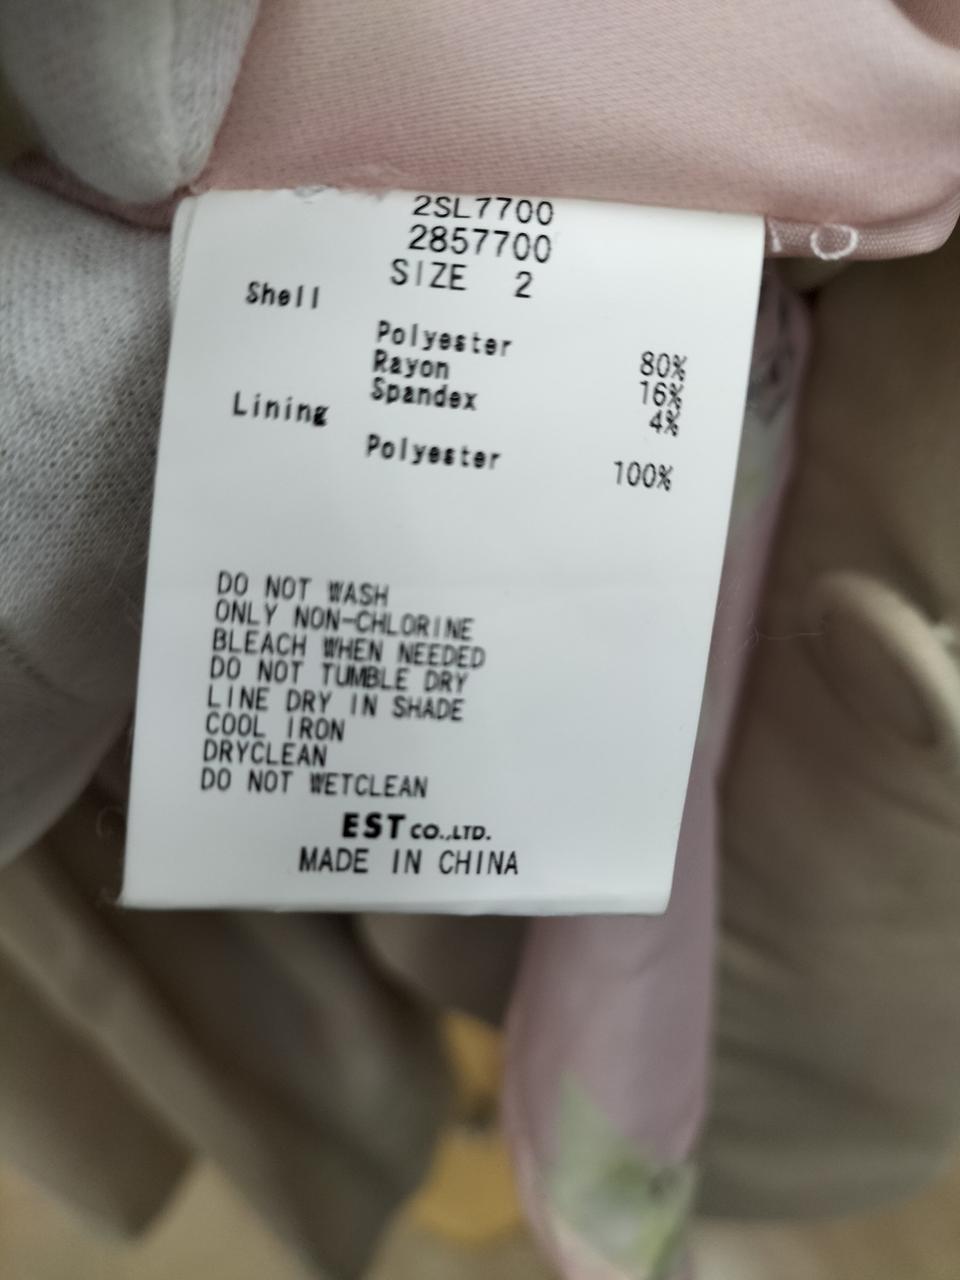 2SL7700
2857700
SIZE 2
Shell
Polyester 80%
Rayon 16%
Spandex 4%
Lining
Polyester 100%
DO NOT WASH
ONLY NON-CHLORINE
BLEACH WHEN NEEDED
DO NOT TUMBLE DRY
LINE DRY IN SHADE
COOL IRON
DRYCLEAN
DO NOT WETCLEAN
EST CO.,LTD.
MADE IN CHINA